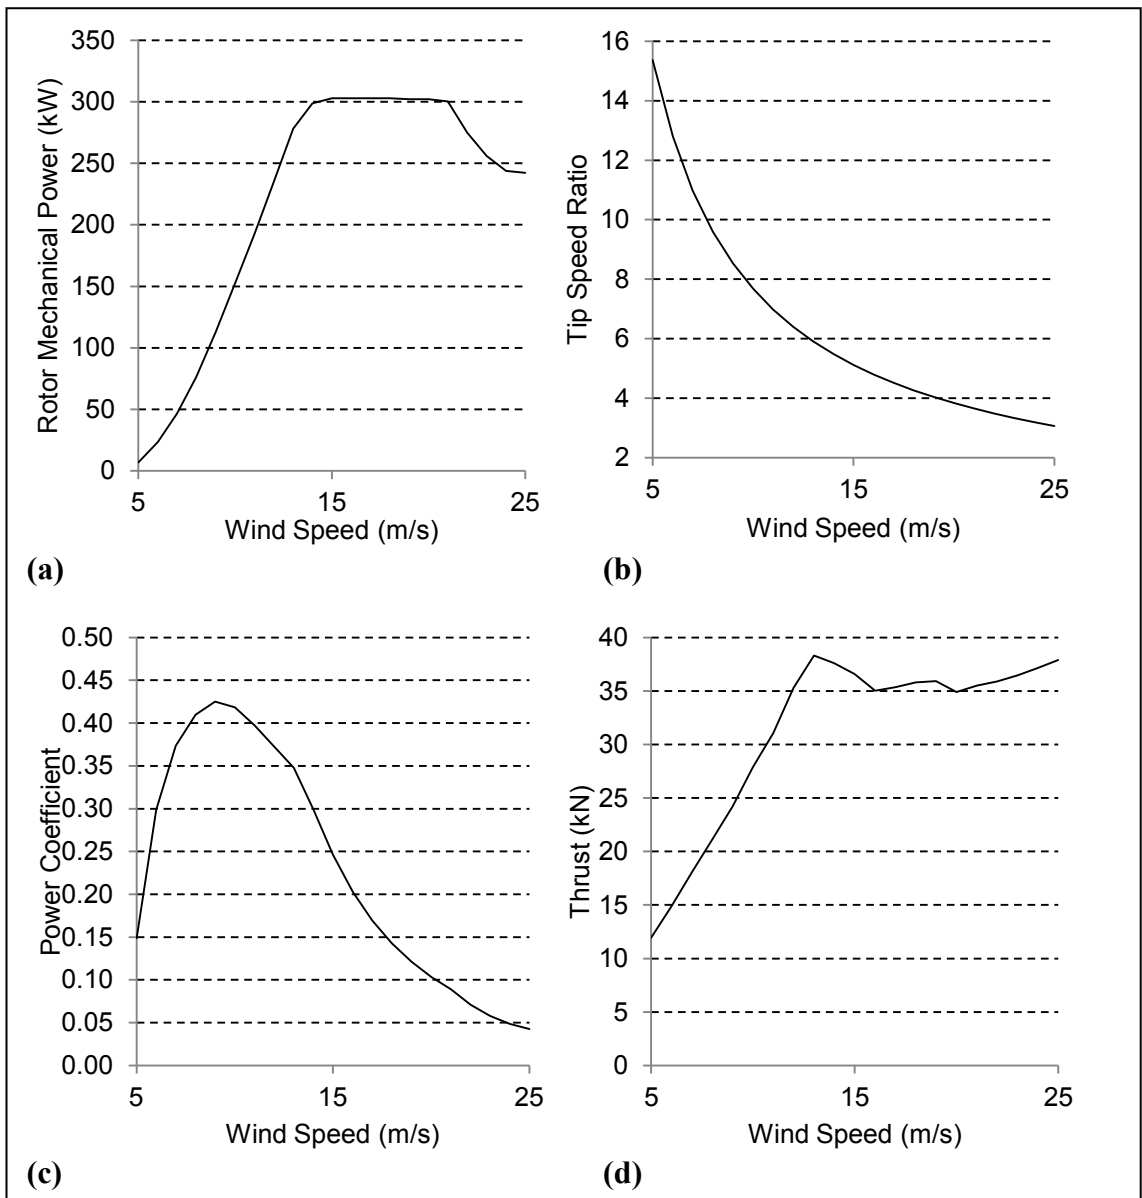 350
300
250
200
150
100
50
0
Rotor Mechanical Power (kW)
5 15 25
Wind Speed (m/s)
(a)
16
14
12
10
8
6
4
2
Tip Speed Ratio
5 15 25
Wind Speed (m/s)
(b)
0.50
0.45
0.40
0.35
0.30
0.25
0.20
0.15
0.10
0.05
0.00
Power Coefficient
5 15 25
Wind Speed (m/s)
(c)
40
35
30
25
20
15
10
5
0
Thrust (kN)
5 15 25
Wind Speed (m/s)
(d)